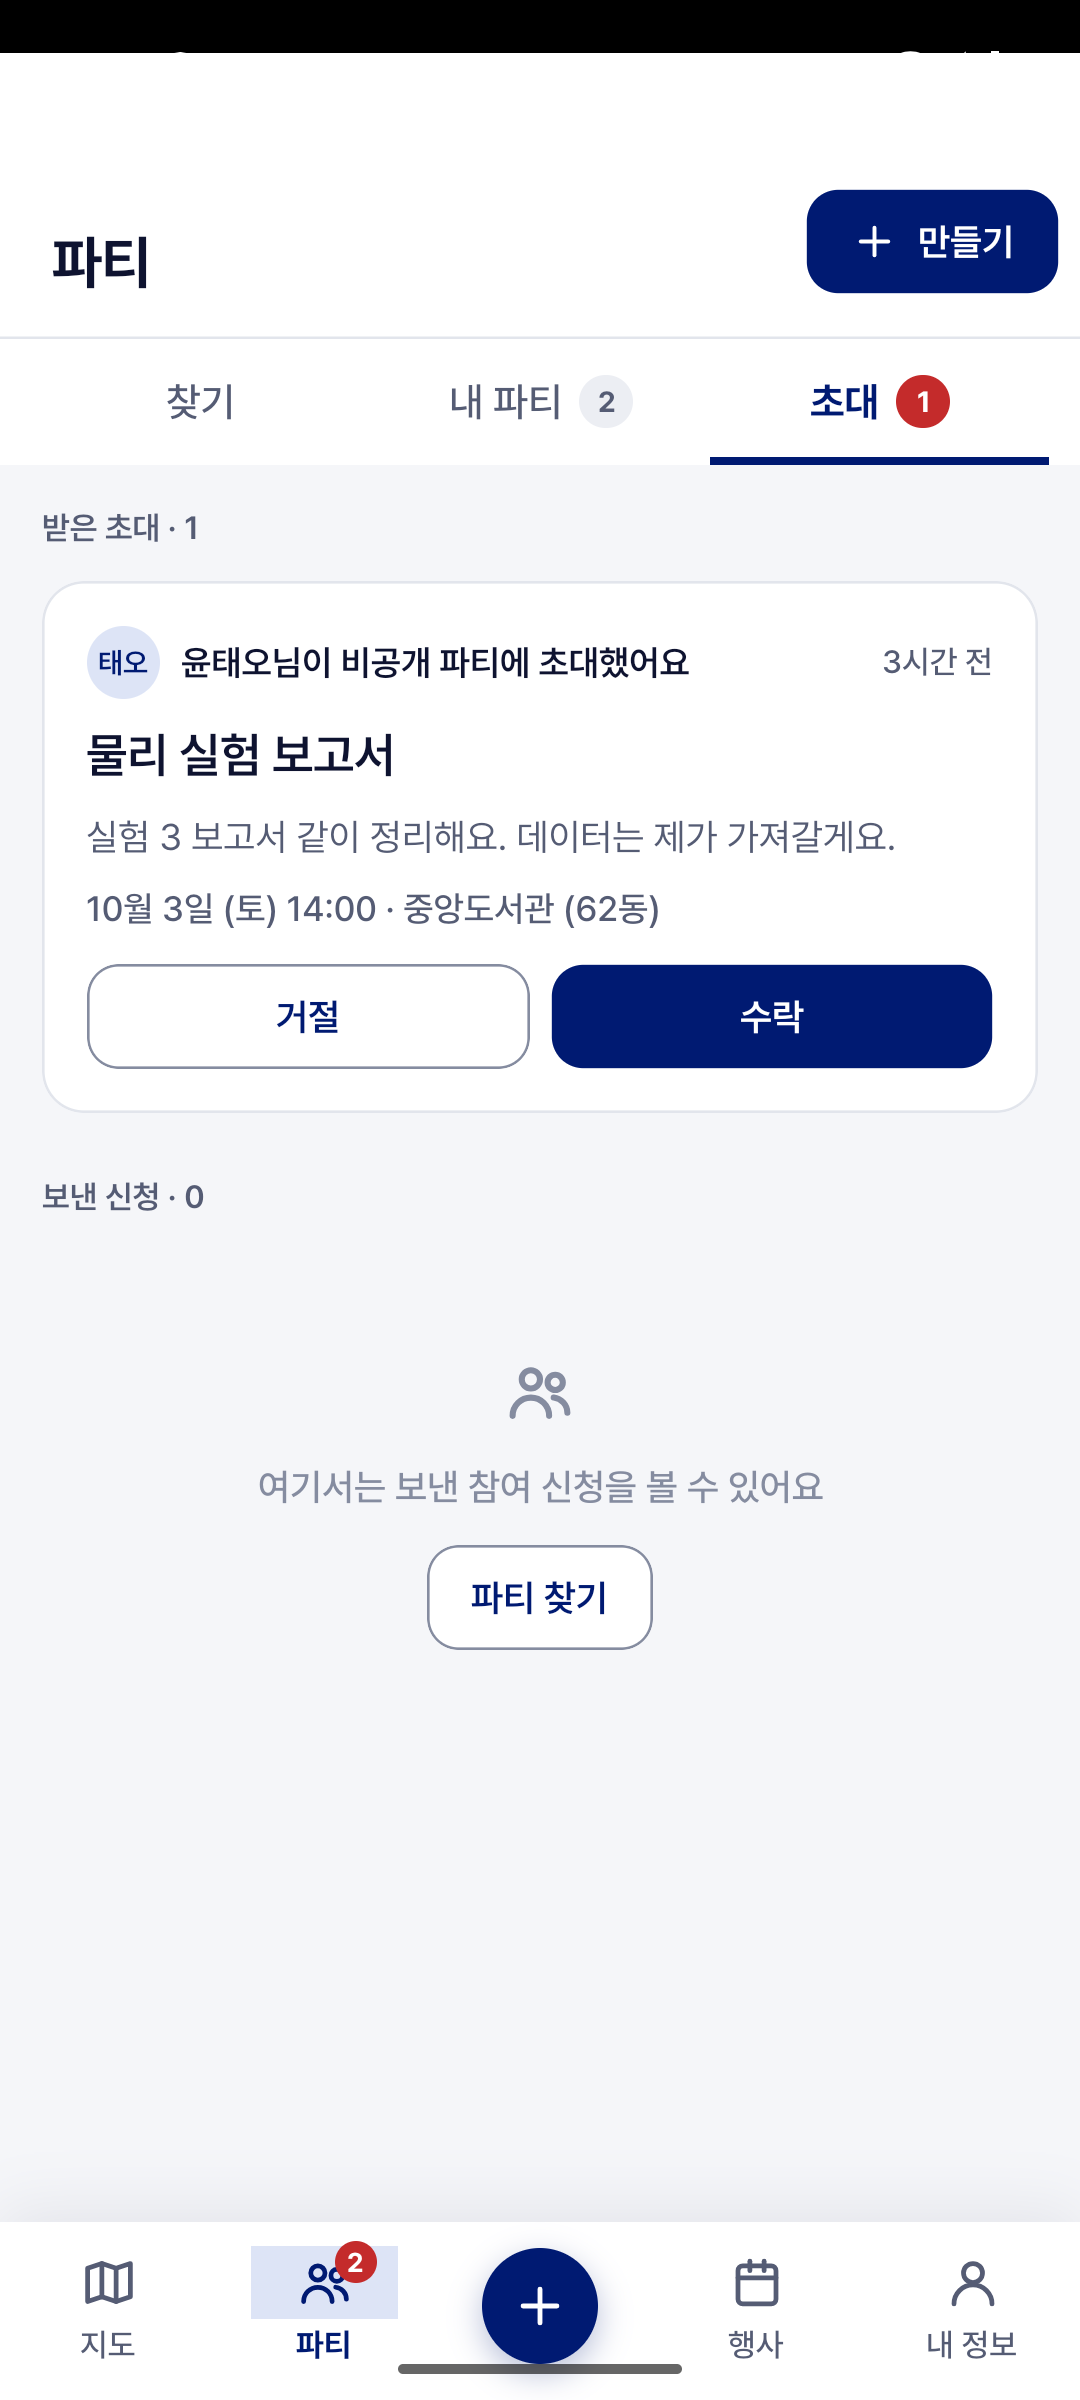 파티
만들기
찾기
내 파티 2
초대 1
받은 초대 · 1
태오 윤태오님이 비공개 파티에 초대했어요 3시간 전
물리 실험 보고서
실험 3 보고서 같이 정리해요. 데이터는 제가 가져갈게요.
10월 3일 (토) 14:00 · 중앙도서관 (62동)
거절
수락
보낸 신청 · 0
여기서는 보낸 참여 신청을 볼 수 있어요
파티 찾기
2
지도
파티
행사
내 정보